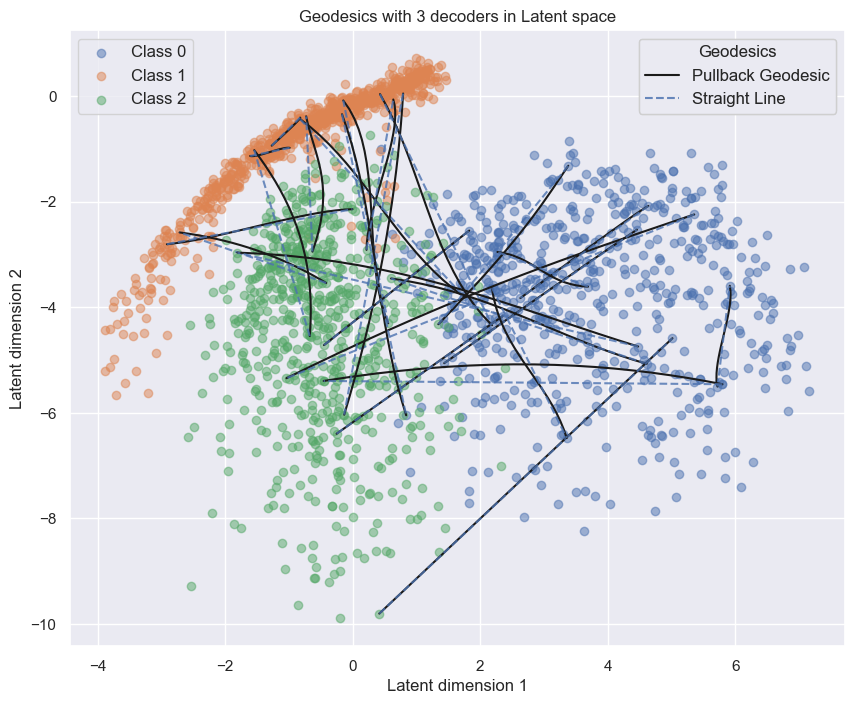 Geodesics with 3 decoders in Latent space
Class 0
Class 1
Class 2
Geodesics
Pullback Geodesic
Straight Line
0
−2
−4
−6
−8
−10
Latent dimension 2
−4
−2
0
2
4
6
Latent dimension 1